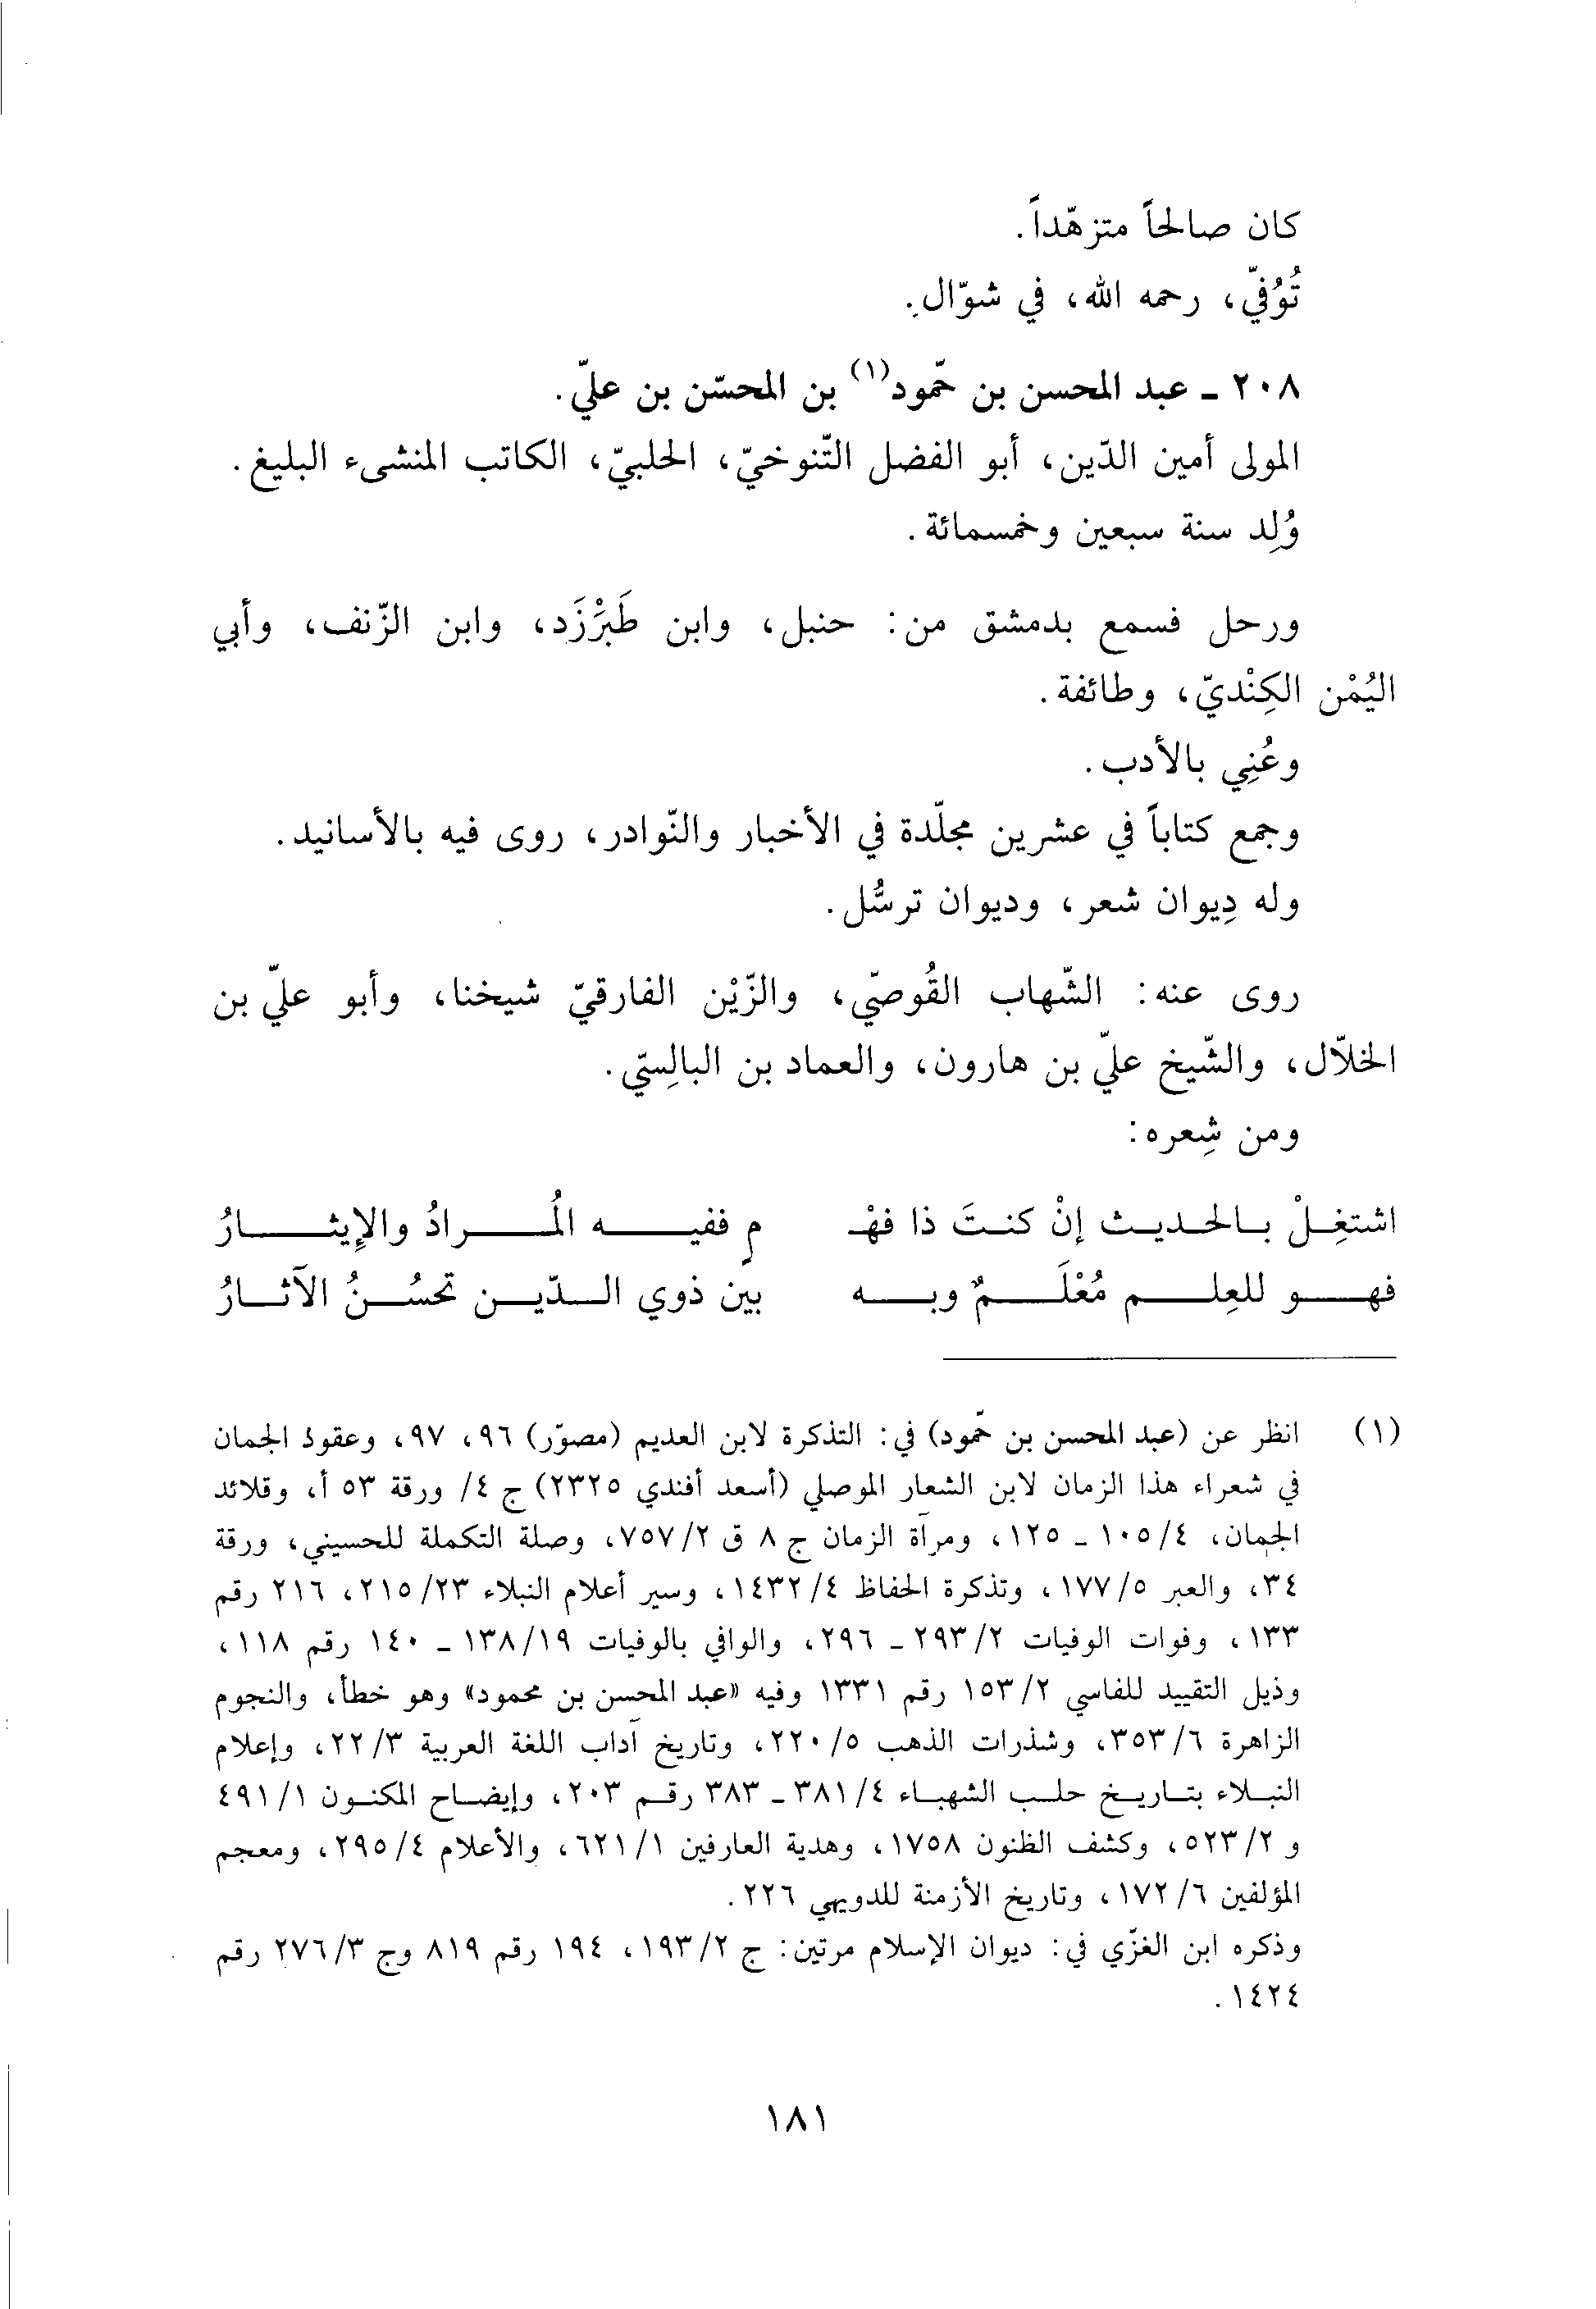 كان صالحاً متزهّداً.
تُوُفّي، رحمه الله، في شوّال.
٢٠٨ - عبد المحسن بن حّمود(١) بن المحسّن بن عليّ.
المولى أمين الدّين، أبو الفضل التّنوخيّ، الحلبيّ، الكاتب المنشىء البليغ.
وُلِد سنة سبعين وخمسمائة.
ورحل فسمع بدمشق من: حنبل، وابن طَبَرْزَد، وابن الزّنف، وأبي
اليُمْن الكِنْديّ، وطائفة.
وعُنِي بالأدب.
وجمع كتاباً في عشرين مجلّدة في الأخبار والنّوادر، روى فيه بالأسانيد.
وله دِيوان شعر، وديوان ترسُّل.
روى عنه: الشّهاب القُوصّي، والزّيْن الفارقيّ شيخنا، وأبو عليّ بن
الخلاّل، والشّيخ عليّ بن هارون، والعماد بن البالِسيّ.
ومن شِعره:
اشتغِلْ بالحديث إنْ كنتَ ذا فهْـ مٍ ففيه المُرادُ والإيثارُ
فهو للعِلم مُعْلَمٌ وبه بين ذوي الدّين تحسُنُ الآثارُ
(١) انظر عن (عبد المحسن بن حّمود) في: التذكرة لابن العديم (مصوّر) ٩٦، ٩٧، وعقود الجمان
في شعراء هذا الزمان لابن الشعار الموصلي (أسعد أفندي ٢٣٢٥) ج ٤/ ورقة ٥٣ أ، وقلائد
الجمان، ٤/ ١٠٥ - ١٢٥، ومرآة الزمان ج ٨ ق ٢/ ٧٥٧، وصلة التكملة للحسيني، ورقة
٣٤، والعبر ٥/ ١٧٧، وتذكرة الحفاظ ٤/ ١٤٣٢، وسير أعلام النبلاء ٢٣/ ٢١٥، ٢١٦ رقم
١٣٣، وفوات الوفيات ٢/ ٢٩٣ - ٢٩٦، والوافي بالوفيات ١٩/ ١٣٨ - ١٤٠ رقم ١١٨،
وذيل التقييد للفاسي ٢/ ١٥٣ رقم ١٣٣١ وفيه «عبد المحسن بن محمود» وهو خطأ، والنجوم
الزاهرة ٦/ ٣٥٣، وشذرات الذهب ٥/ ٢٢٠، وتاريخ آداب اللغة العربية ٣/ ٢٢، وإعلام
النبلاء بتاريخ حلب الشهباء ٤/ ٣٨١ - ٣٨٣ رقم ٢٠٣، وإيضاح المكنون ١/ ٤٩١
و ٢/ ٥٢٣، وكشف الظنون ١٧٥٨، وهدية العارفين ١/ ٦٢١، والأعلام ٤/ ٢٩٥، ومعجم
المؤلفين ٦/ ١٧٢، وتاريخ الأزمنة للدويهي ٢٢٦.
وذكره ابن الغزّي في: ديوان الإسلام مرتين: ج ٢/ ١٩٣، ١٩٤ رقم ٨١٩ وج ٣/ ٢٧٦ رقم
١٤٢٤.
١٨١